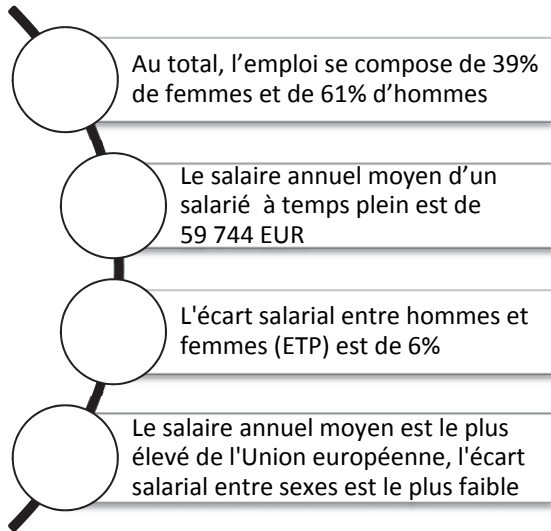 Au total, l’emploi se compose de 39%
de femmes et de 61% d’hommes
Le salaire annuel moyen d’un
salarié à temps plein est de
59 744 EUR
L'écart salarial entre hommes et
femmes (ETP) est de 6%
Le salaire annuel moyen est le plus
élevé de l'Union européenne, l'écart
salarial entre sexes est le plus faible